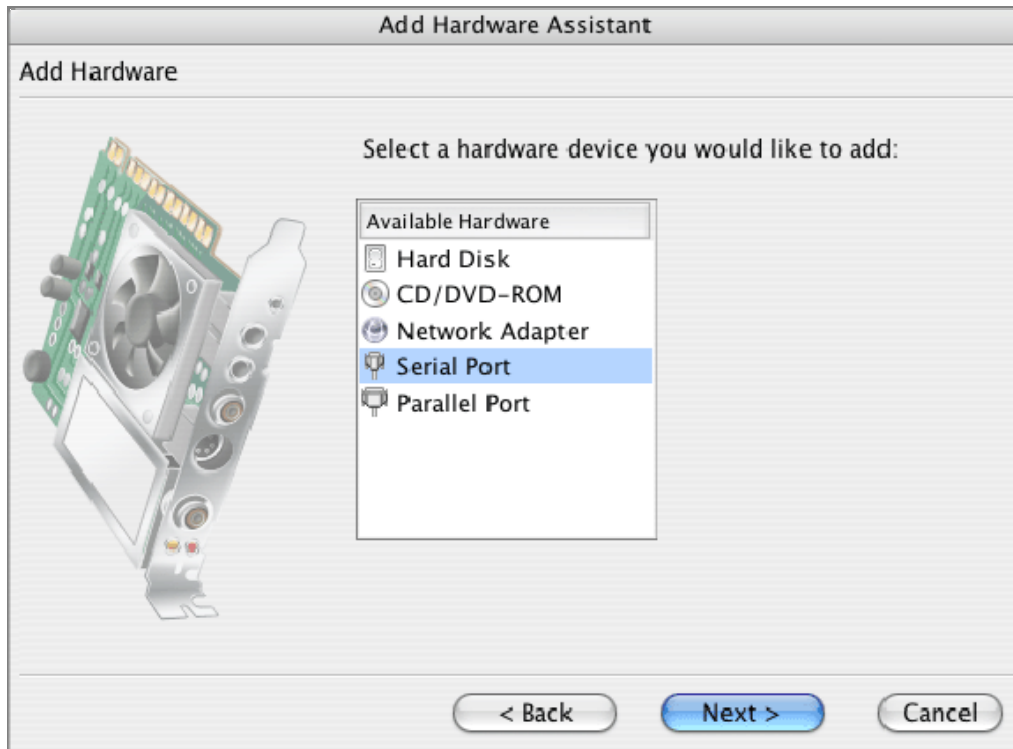 Add Hardware Assistant
Add Hardware
Select a hardware device you would like to add:
Available Hardware
Hard Disk
CD/DVD-ROM
Network Adapter
Serial Port
Parallel Port
< Back
Next >
Cancel